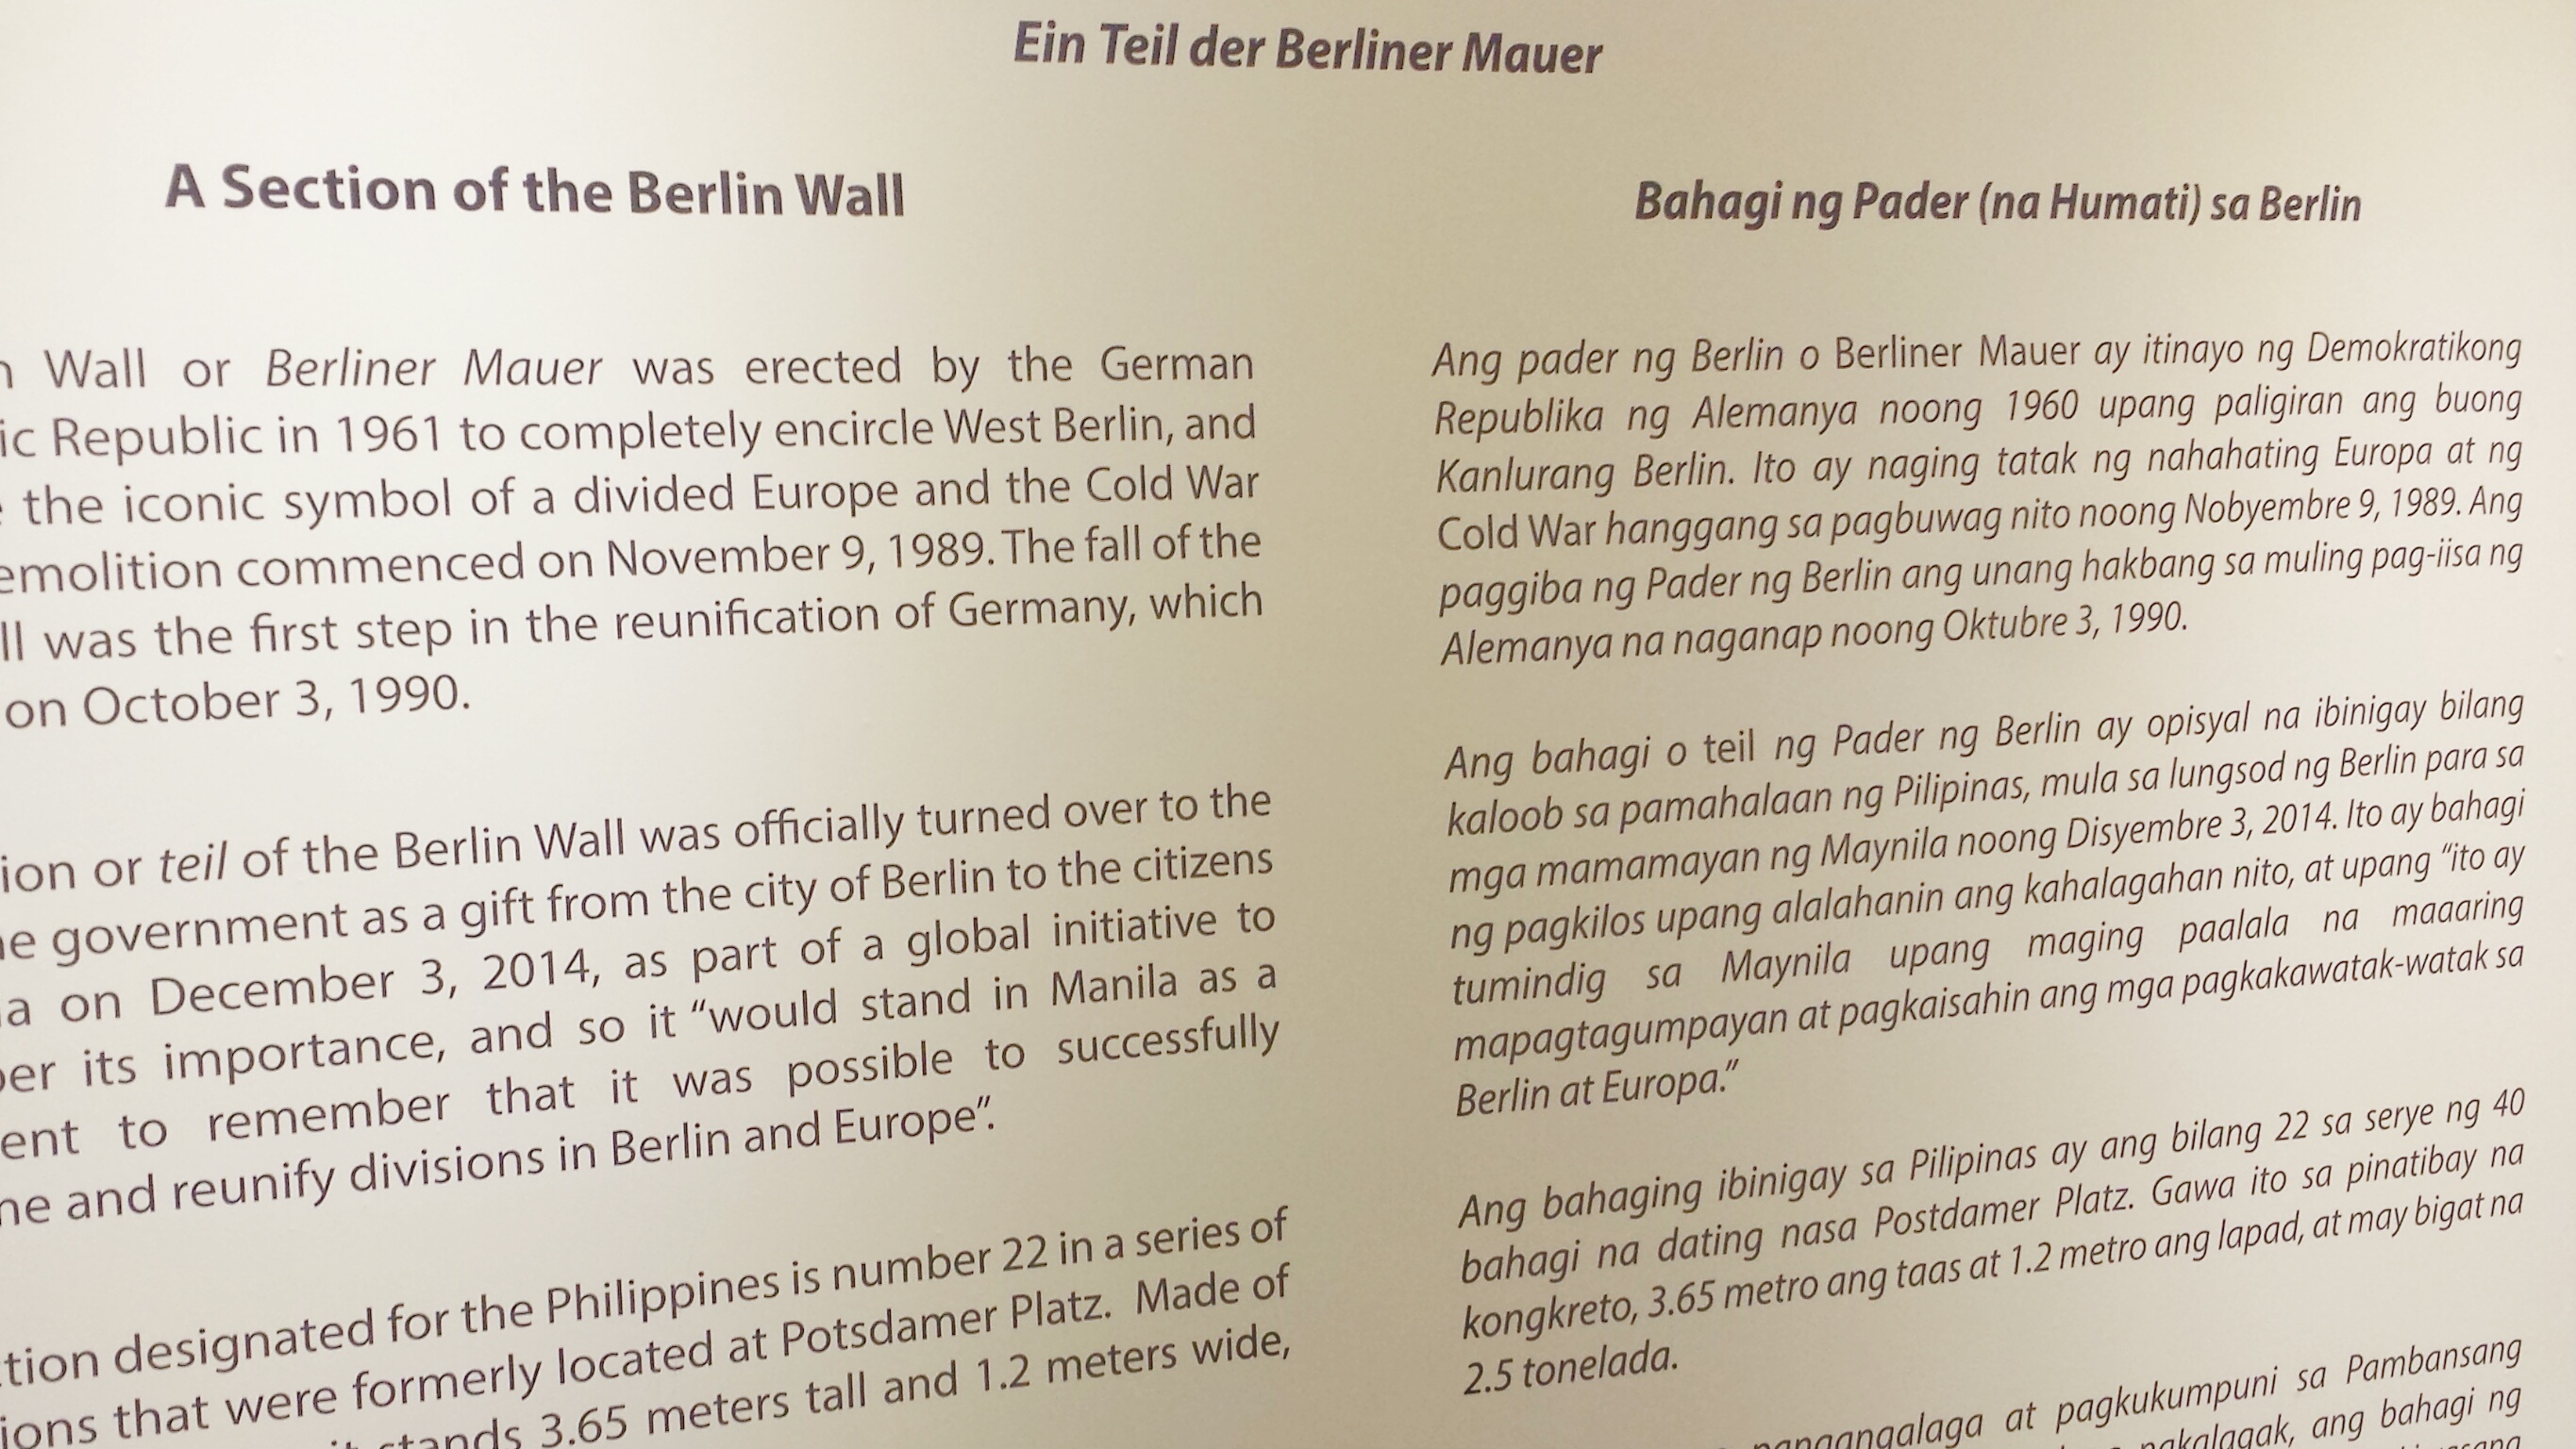 Ein Teil der Berliner Mauer
A Section of the Berlin Wall
Wall or Berliner Mauer was erected by the German
ic Republic in 1961 to completely encircle West Berlin, and
the iconic symbol of a divided Europe and the Cold War
emolition commenced on November 9, 1989. The fall of the
ll was the first step in the reunification of Germany, which
on October 3, 1990.
ion or teil of the Berlin Wall was officially turned over to the
e government as a gift from the city of Berlin to the citizens
a on December 3, 2014, as part of a global initiative to
ber its importance, and so it “would stand in Manila as a
ent to remember that it was possible to successfully
me and reunify divisions in Berlin and Europe”.
tion designated for the Philippines is number 22 in a series of
ions that were formerly located at Potsdamer Platz. Made of
stands 3.65 meters tall and 1.2 meters wide,
Bahagi ng Pader (na Humati) sa Berlin
Ang pader ng Berlin o Berliner Mauer ay itinayo ng Demokratikong
Republika ng Alemanya noong 1960 upang paligiran ang buong
Kanlurang Berlin. Ito ay naging tatak ng nahahating Europa at ng
Cold War hanggang sa pagbuwag nito noong Nobyembre 9, 1989. Ang
paggiba ng Pader ng Berlin ang unang hakbang sa muling pag-iisa ng
Alemanya na naganap noong Oktubre 3, 1990.
Ang bahagi o teil ng Pader ng Berlin ay opisyal na ibinigay bilang
kaloob sa pamahalaan ng Pilipinas, mula sa lungsod ng Berlin para sa
mga mamamayan ng Maynila noong Disyembre 3, 2014. Ito ay bahagi
ng pagkilos upang alalahanin ang kahalagahan nito, at upang “ito ay
tumindig sa Maynila upang maging paalala na maaaring
mapagtagumpayan at pagkaisahin ang mga pagkakawatak-watak sa
Berlin at Europa.”
Ang bahaging ibinigay sa Pilipinas ay ang bilang 22 sa serye ng 40
bahagi na dating nasa Postdamer Platz. Gawa ito sa pinatibay na
kongkreto, 3.65 metro ang taas at 1.2 metro ang lapad, at may bigat na
2.5 tonelada.
at pagkukumpuni sa Pambansang
ang bahagi ng